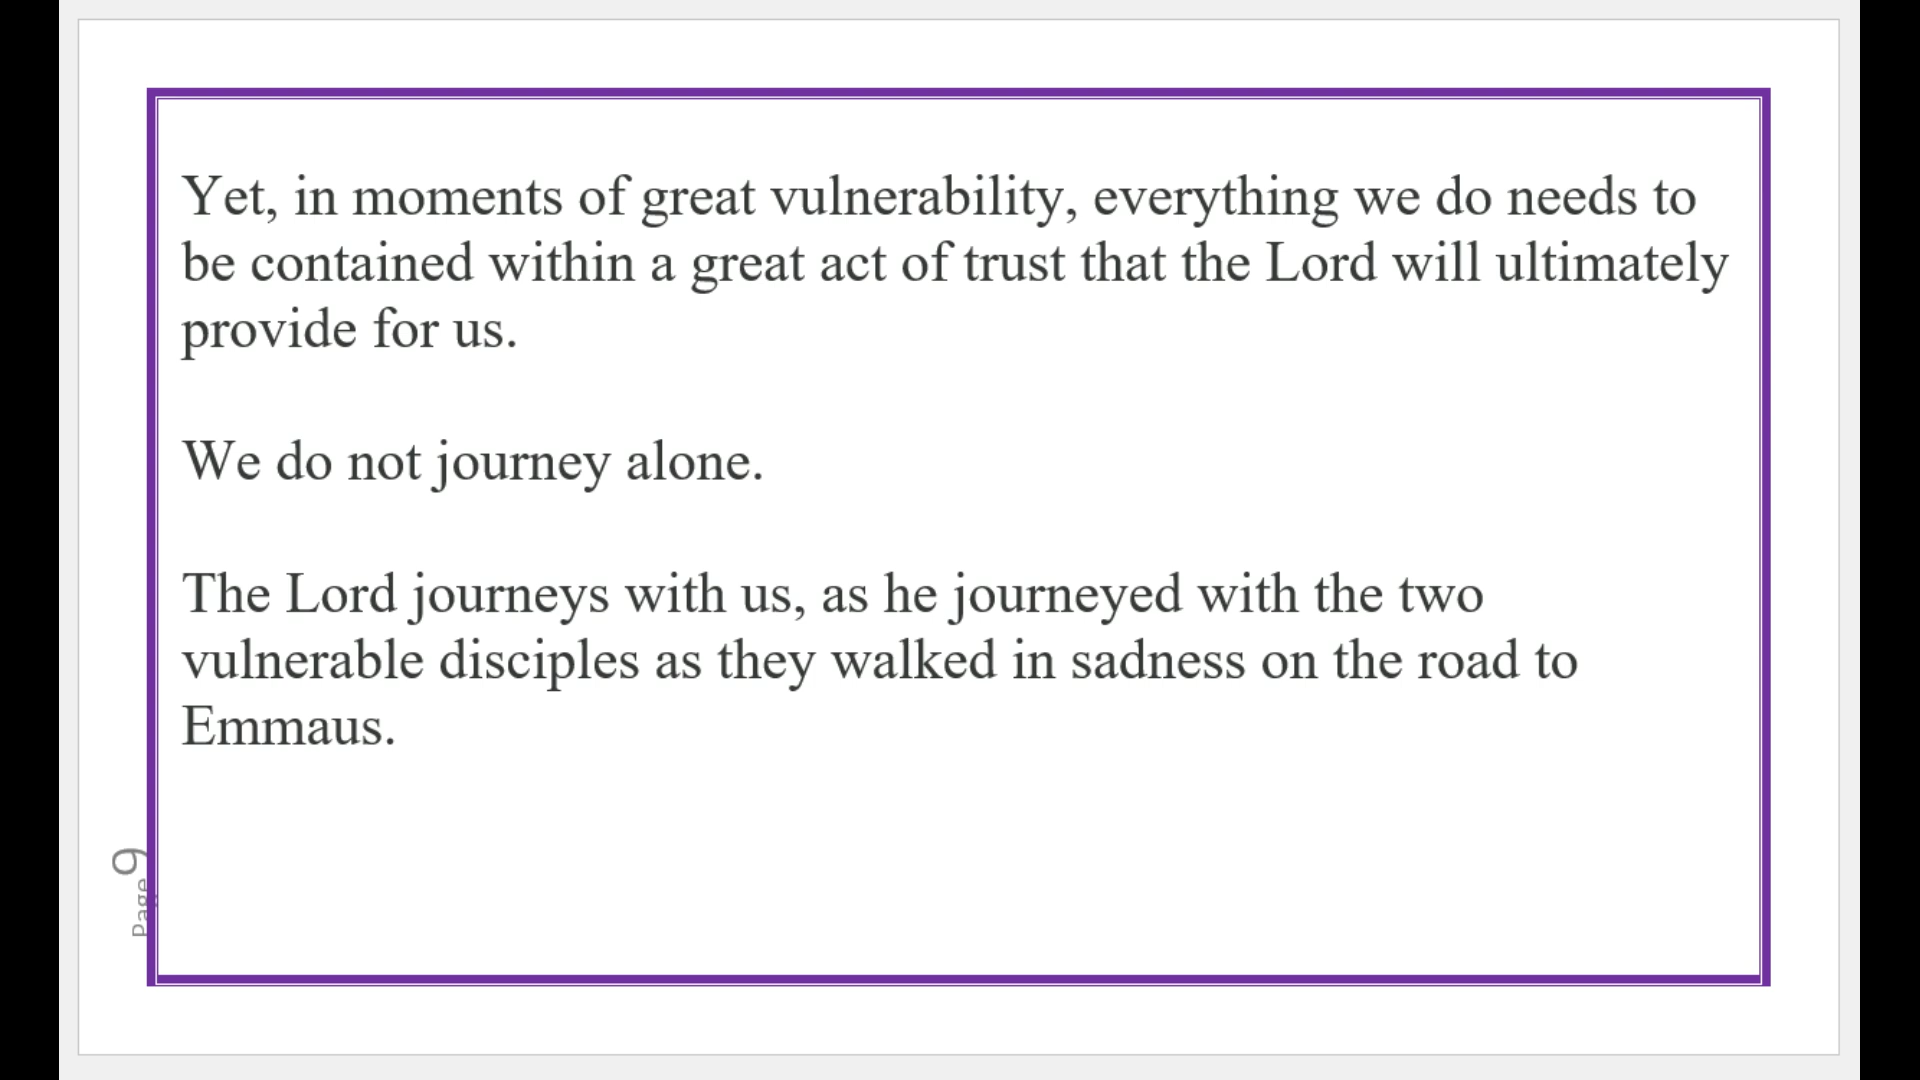 Yet, in moments of great vulnerability, everything we do needs to
be contained within a great act of trust that the Lord will ultimately
provide for us.
We do not journey alone.
The Lord journeys with us, as he journeyed with the two
vulnerable disciples as they walked in sadness on the road to
Emmaus.
Page 9